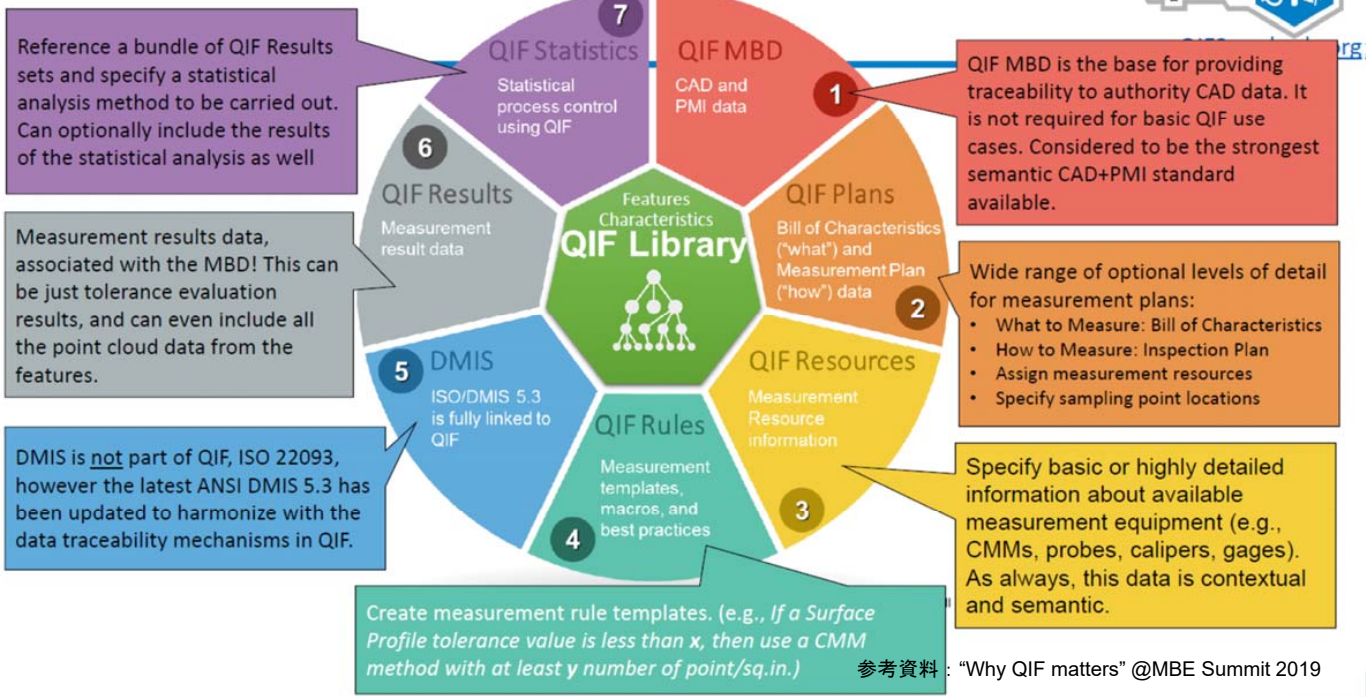 7
QIF Statistics
Statistical
process control
using QIF
QIF MBD
CAD and
PMI data
1
QIF Plans
Bill of Characteristics
("what") and
Measurement Plan
("how") data
2
QIF Resources
Measurement
Resource
information
3
QIF Rules
Measurement
templates,
macros, and
best practices
4
5
DMIS
ISO/DMIS 5.3
is fully linked to
QIF
6
QIF Results
Measurement
result data
Features
Characteristics
QIF Library
Reference a bundle of QIF Results
sets and specify a statistical
analysis method to be carried out.
Can optionally include the results
of the statistical analysis as well
Measurement results data,
associated with the MBD! This can
be just tolerance evaluation
results, and can even include all
the point cloud data from the
features.
DMIS is not part of QIF, ISO 22093,
however the latest ANSI DMIS 5.3 has
been updated to harmonize with the
data traceability mechanisms in QIF.
Create measurement rule templates. (e.g., If a Surface
Profile tolerance value is less than x, then use a CMM
method with at least y number of point/sq.in.)
rg
QIF MBD is the base for providing
traceability to authority CAD data. It
is not required for basic QIF use
cases. Considered to be the strongest
semantic CAD+PMI standard
available.
Wide range of optional levels of detail
for measurement plans:
• What to Measure: Bill of Characteristics
• How to Measure: Inspection Plan
• Assign measurement resources
• Specify sampling point locations
Specify basic or highly detailed
information about available
measurement equipment (e.g.,
CMMs, probes, calipers, gages).
As always, this data is contextual
and semantic.
参考資料：“Why QIF matters” @MBE Summit 2019